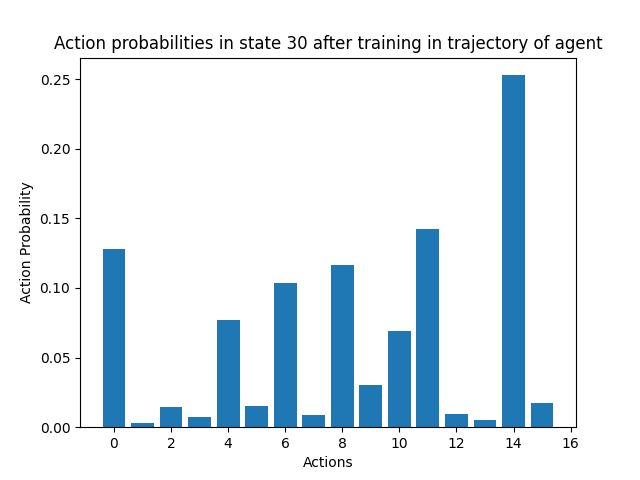 Action probabilities in state 30 after training in trajectory of agent
0.25
0.20
0.15
0.10
0.05
0.00
Action Probability
0 2 4 6 8 10 12 14 16
Actions